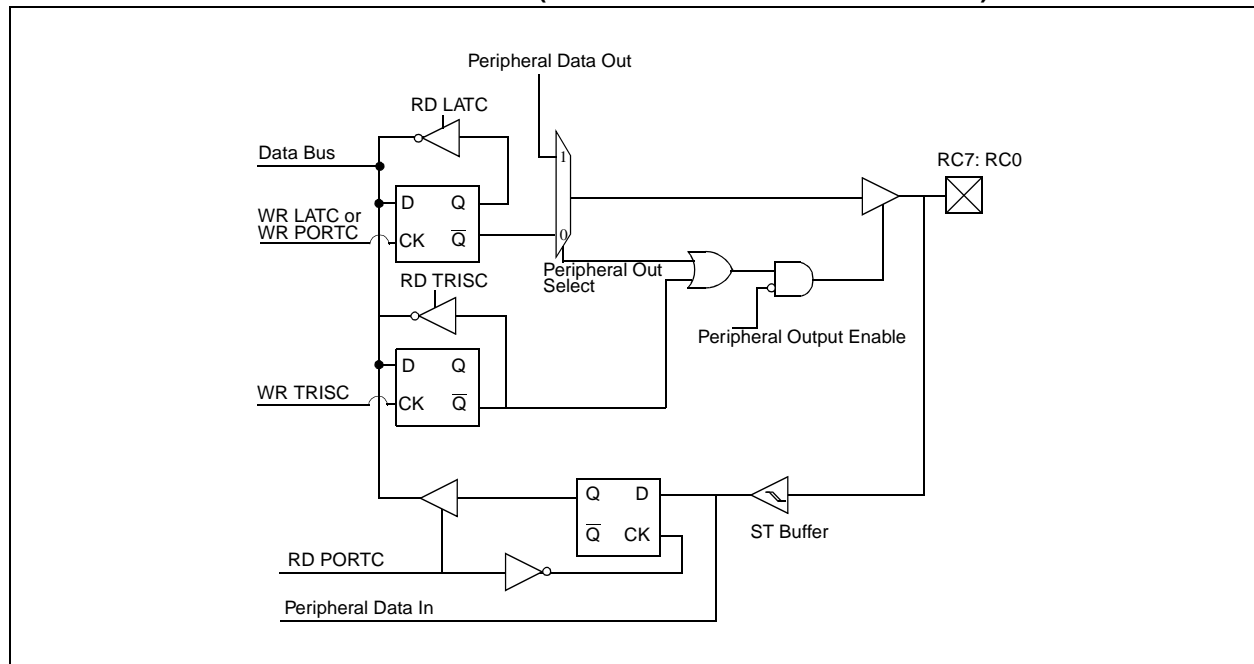 Peripheral Data Out
RD LATC
Data Bus
1
RC7: RC0
D Q
WR LATC or
WR PORTC
CK Q̅
0
Peripheral Out
Select
RD TRISC
Peripheral Output Enable
D Q
WR TRISC
CK Q̅
Q D
Q̅ CK
ST Buffer
RD PORTC
Peripheral Data In